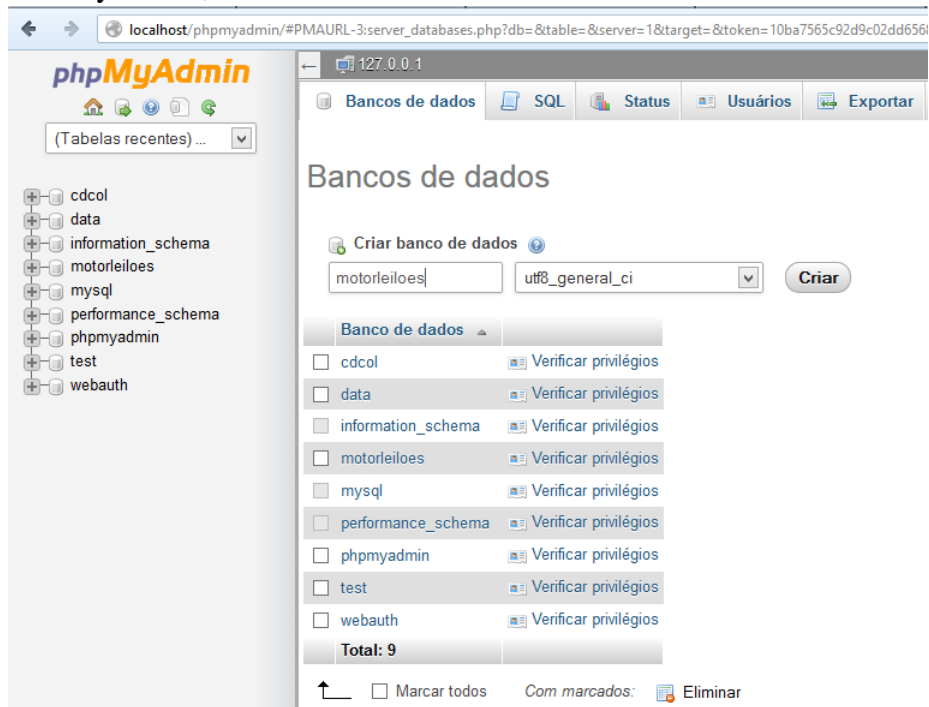 localhost/phpmyadmin/#PMAURL-3:server_databases.php?db=&table=&server=1&target=&token=10ba7565c92d9c02dd656
phpMyAdmin
(Tabelas recentes) ...
cdcol
data
information_schema
motorleiloes
mysql
performance_schema
phpmyadmin
test
webauth
127.0.0.1
Bancos de dados SQL Status Usuários Exportar
Bancos de dados
Criar banco de dados
motorleiloes utf8_general_ci Criar
Banco de dados
cdcol Verificar privilégios
data Verificar privilégios
information_schema Verificar privilégios
motorleiloes Verificar privilégios
mysql Verificar privilégios
performance_schema Verificar privilégios
phpmyadmin Verificar privilégios
test Verificar privilégios
webauth Verificar privilégios
Total: 9
Marcar todos Com marcados: Eliminar